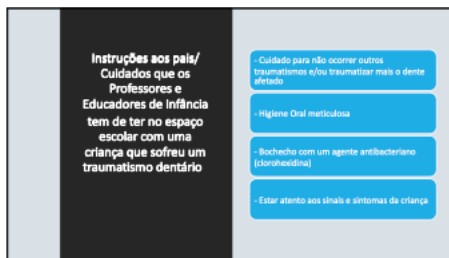 Instruções aos pais/
Cuidados que os
Professores e
Educadores de Infância
tem de ter no espaço
escolar com uma
criança que sofreu um
traumatismo dentário
- Cuidado para não ocorrer outros
traumatismos e/ou traumatizar mais o dente
afetado
- Higiene Oral meticulosa
- Bochecho com um agente antibacteriano
(clorohexidina)
- Estar atento aos sinais e sintomas da criança